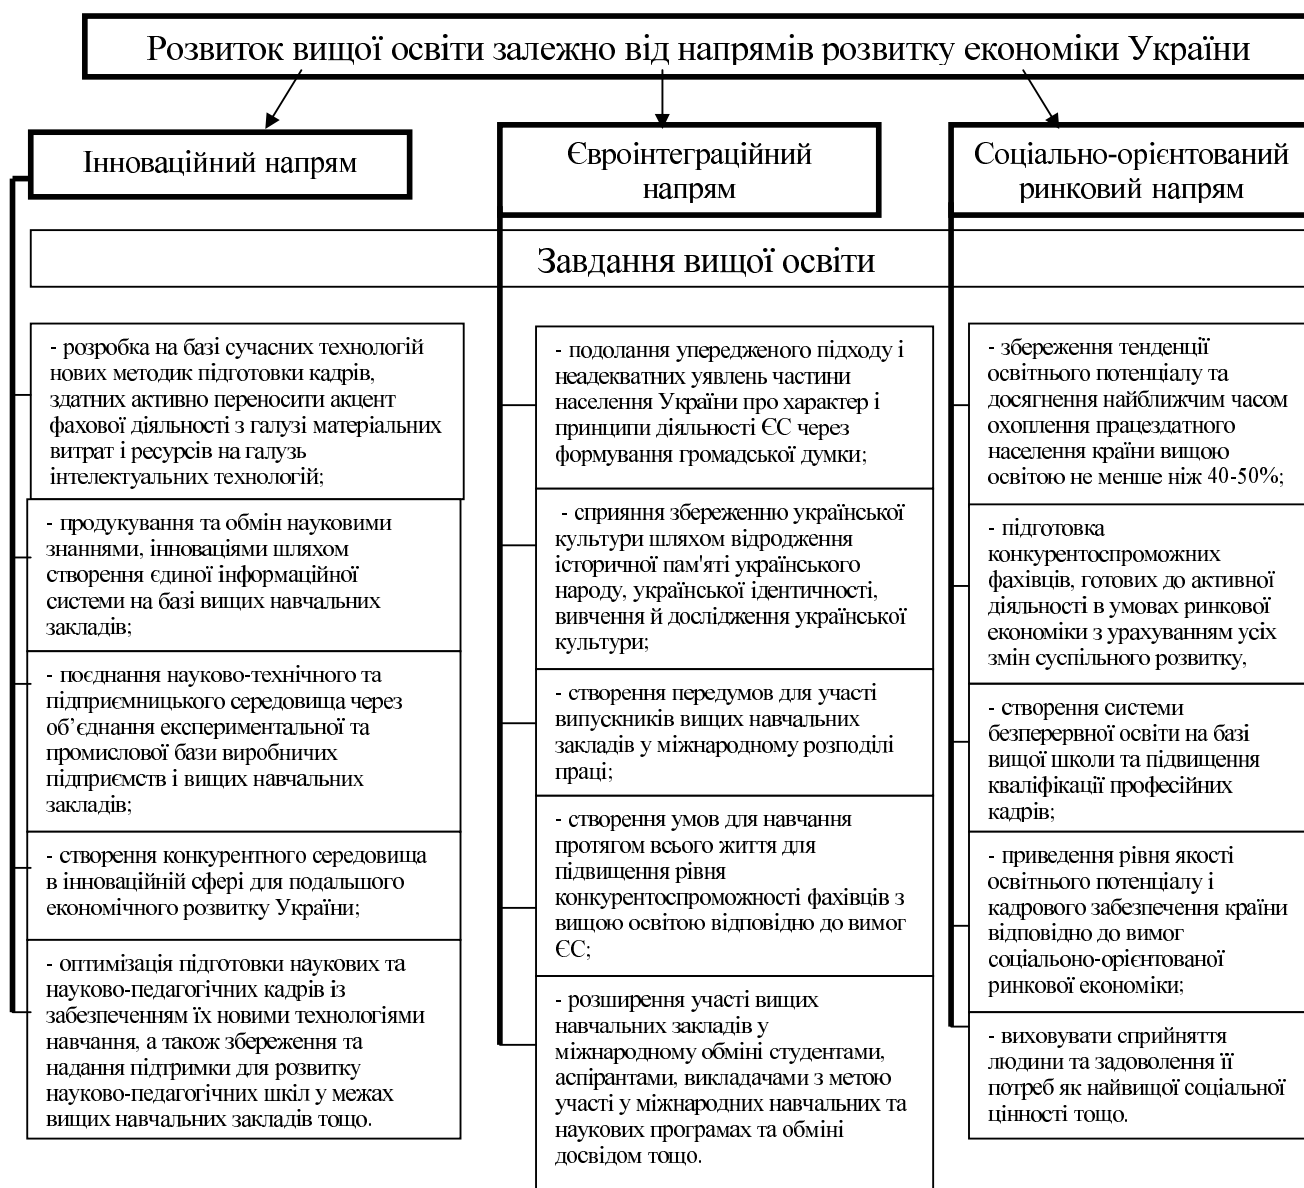 Розвиток вищої освіти залежно від напрямів розвитку економіки України
Інноваційний напрям
Євроінтеграційний
напрям
Соціально-орієнтований
ринковий напрям
Завдання вищої освіти
- розробка на базі сучасних технологій
нових методик підготовки кадрів,
здатних активно переносити акцент
фахової діяльності з галузі матеріальних
витрат і ресурсів на галузь
інтелектуальних технологій;
- продукування та обмін науковими
знаннями, інноваціями шляхом
створення єдиної інформаційної
системи на базі вищих навчальних
закладів;
- поєднання науково-технічного та
підприємницького середовища через
об’єднання експериментальної та
промислової бази виробничих
підприємств і вищих навчальних
закладів;
- створення конкурентного середовища
в інноваційній сфері для подальшого
економічного розвитку України;
- оптимізація підготовки наукових та
науково-педагогічних кадрів із
забезпеченням їх новими технологіями
навчання, а також збереження та
надання підтримки для розвитку
науково-педагогічних шкіл у межах
вищих навчальних закладів тощо.
- подолання упередженого підходу і
неадекватних уявлень частини
населення України про характер і
принципи діяльності ЄС через
формування громадської думки;
- сприяння збереженню української
культури шляхом відродження
історичної пам'яті українського
народу, української ідентичності,
вивчення й дослідження української
культури;
- створення передумов для участі
випускників вищих навчальних
закладів у міжнародному розподілі
праці;
- створення умов для навчання
протягом всього життя для
підвищення рівня
конкурентоспроможності фахівців з
вищою освітою відповідно до вимог
ЄС;
- розширення участі вищих
навчальних закладів у
міжнародному обміні студентами,
аспірантами, викладачами з метою
участі у міжнародних навчальних та
наукових програмах та обміні
досвідом тощо.
- збереження тенденції
освітнього потенціалу та
досягнення найближчим часом
охоплення працездатного
населення країни вищою
освітою не менше ніж 40-50%;
- підготовка
конкурентоспроможних
фахівців, готових до активної
діяльності в умовах ринкової
економіки з урахуванням усіх
змін суспільного розвитку,
- створення системи
безперервної освіти на базі
вищої школи та підвищення
кваліфікації професійних
кадрів;
- приведення рівня якості
освітнього потенціалу і
кадрового забезпечення країни
відповідно до вимог
соціально-орієнтованої
ринкової економіки;
- виховувати сприйняття
людини та задоволення її
потреб як найвищої соціальної
цінності тощо.